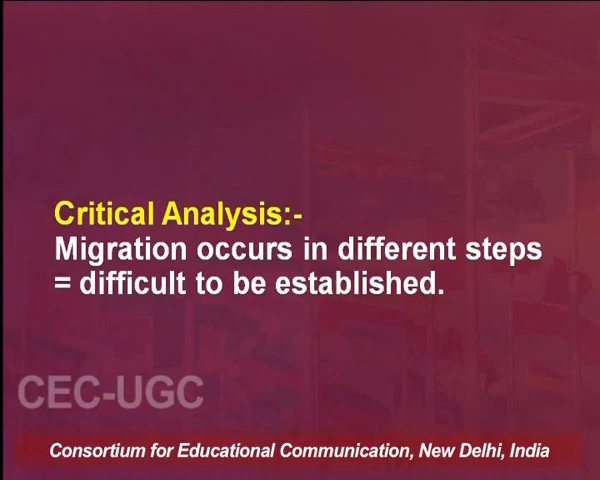 Critical Analysis:-
Migration occurs in different steps
= difficult to be established.
CEC-UGC
Consortium for Educational Communication, New Delhi, India